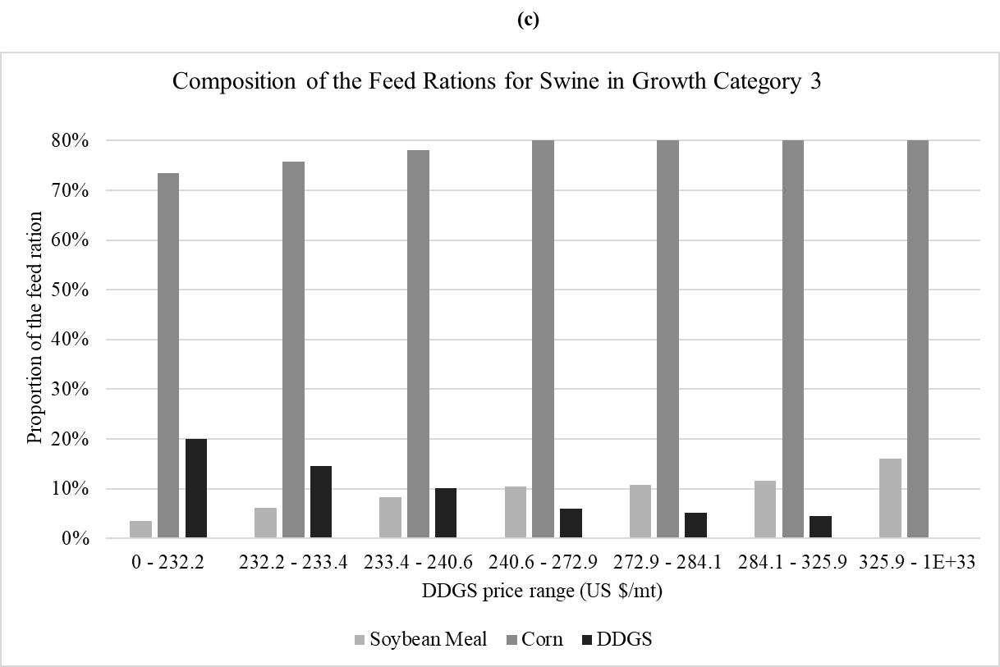 (c)
Composition of the Feed Rations for Swine in Growth Category 3
Proportion of the feed ration
80%
70%
60%
50%
40%
30%
20%
10%
0%
0 - 232.2 232.2 - 233.4 233.4 - 240.6 240.6 - 272.9 272.9 - 284.1 284.1 - 325.9 325.9 - 1E+33
DDGS price range (US $/mt)
Soybean Meal Corn DDGS